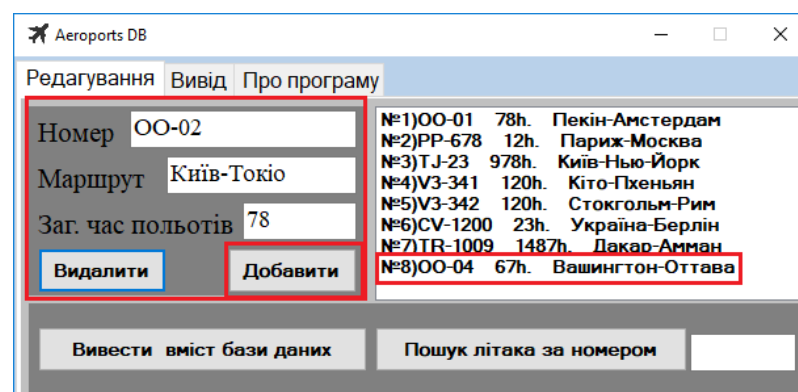 Aeroports DB
Редагування Вивід Про програму
Номер ОО-02
Маршрут Київ-Токіо
Заг. час польотів 78
Видалити Добавити
№1)OO-01 78h. Пекін-Амстердам
№2)PP-678 12h. Париж-Москва
№3)TJ-23 978h. Київ-Нью-Йорк
№4)V3-341 120h. Кіто-Пхеньян
№5)V3-342 120h. Стокгольм-Рим
№6)CV-1200 23h. Україна-Берлін
№7)TR-1009 1487h. Дакар-Амман
№8)OO-04 67h. Вашингтон-Оттава
Вивести вміст бази даних Пошук літака за номером